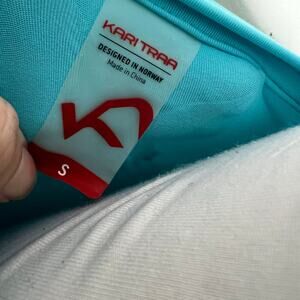 KARI TRAA
DESIGNED IN NORWAY
Made in China
S